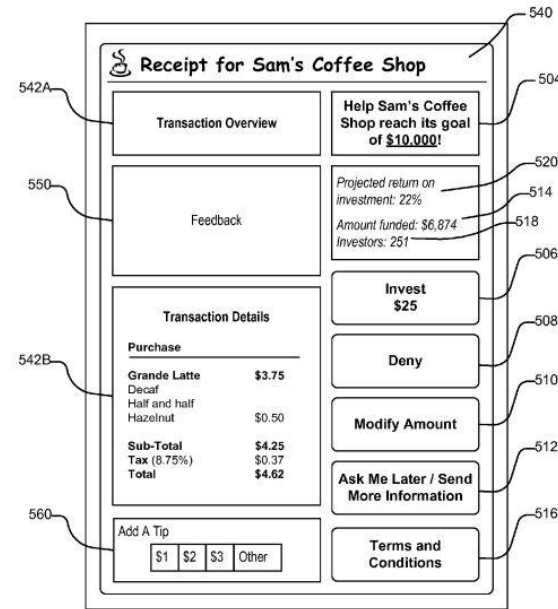 540
Receipt for Sam's Coffee Shop
542A
Transaction Overview
Help Sam's Coffee
Shop reach its goal
of $10,000!
504
550
Feedback
Projected return on
investment: 22%
Amount funded: $6,874
Investors: 251
520
514
518
Invest
$25
506
542B
Transaction Details
Purchase
Grande Latte $3.75
Decaf
Half and half
Hazelnut $0.50
Sub-Total $4.25
Tax (8.75%) $0.37
Total $4.62
Deny
508
Modify Amount
510
Ask Me Later / Send
More Information
512
560
Add A Tip
$1 $2 $3 Other
Terms and
Conditions
516